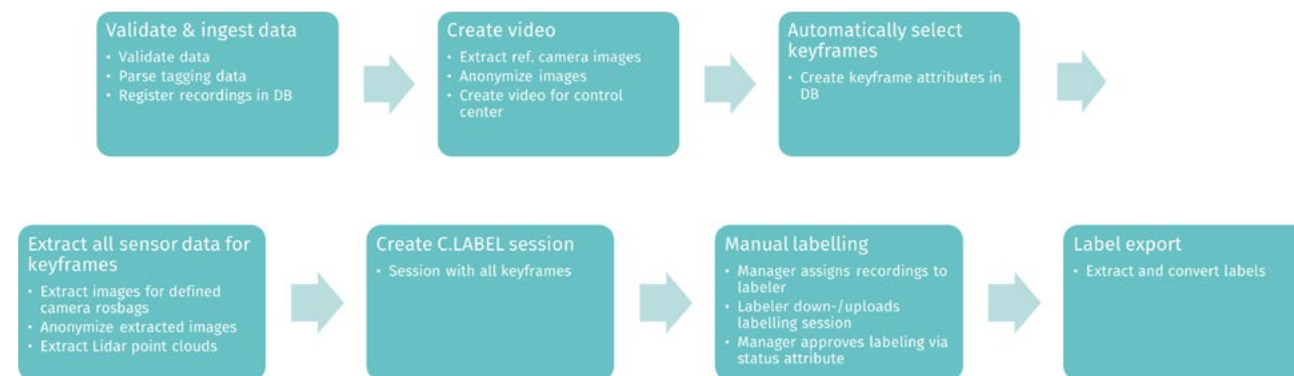 Validate & ingest data
• Validate data
• Parse tagging data
• Register recordings in DB
Create video
• Extract ref. camera images
• Anonymize images
• Create video for control
center
Automatically select
keyframes
• Create keyframe attributes in
DB
Extract all sensor data for
keyframes
• Extract images for defined
camera rosbags
• Anonymize extracted images
• Extract Lidar point clouds
Create C.LABEL session
• Session with all keyframes
Manual labelling
• Manager assigns recordings to
labeler
• Labeler down-/uploads
labelling session
• Manager approves labeling via
status attribute
Label export
• Extract and convert labels